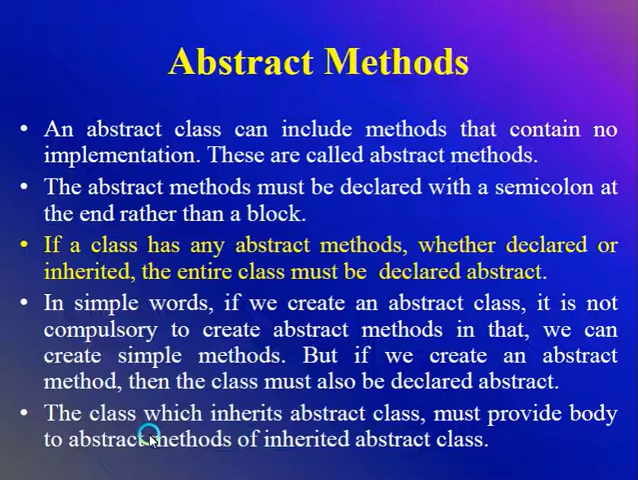 Abstract Methods
• An abstract class can include methods that contain no
implementation. These are called abstract methods.
• The abstract methods must be declared with a semicolon at
the end rather than a block.
• If a class has any abstract methods, whether declared or
inherited, the entire class must be declared abstract.
• In simple words, if we create an abstract class, it is not
compulsory to create abstract methods in that, we can
create simple methods. But if we create an abstract
method, then the class must also be declared abstract.
• The class which inherits abstract class, must provide body
to abstract methods of inherited abstract class.